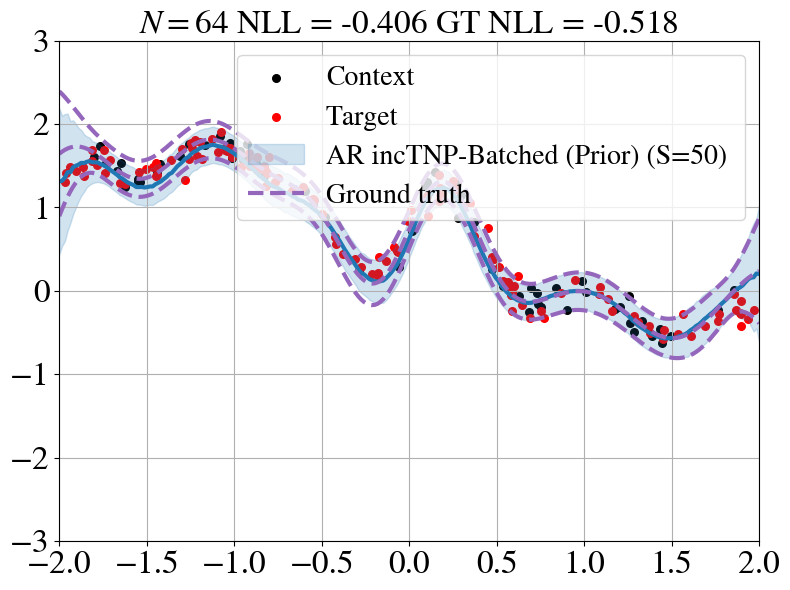 N = 64 NLL = -0.406 GT NLL = -0.518
3
2
1
0
−1
−2
−3
Context
Target
AR incTNP-Batched (Prior) (S=50)
Ground truth
−2.0 −1.5 −1.0 −0.5 0.0 0.5 1.0 1.5 2.0